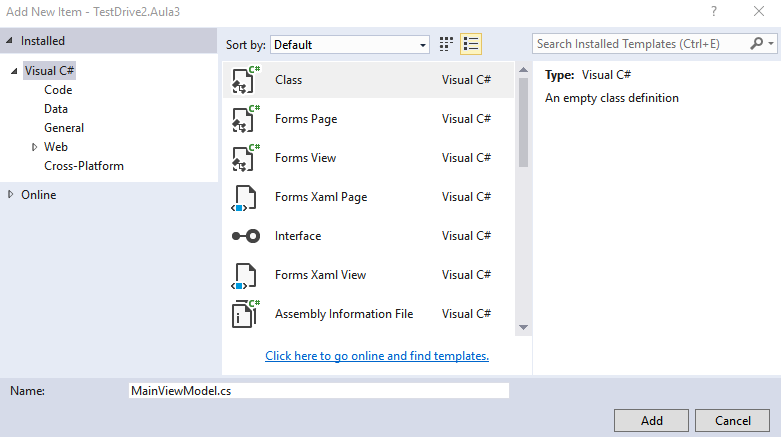 Add New Item - TestDrive2.Aula3
?
Installed
Sort by: Default
Search Installed Templates (Ctrl+E)
Visual C#
Code
Data
General
Web
Cross-Platform
Online
C# Class Visual C#
C# Forms Page Visual C#
C# Forms View Visual C#
Forms Xaml Page Visual C#
Interface Visual C#
Forms Xaml View Visual C#
C# Assembly Information File Visual C#
Click here to go online and find templates.
Type: Visual C#
An empty class definition
Name: MainViewModel.cs
Add Cancel